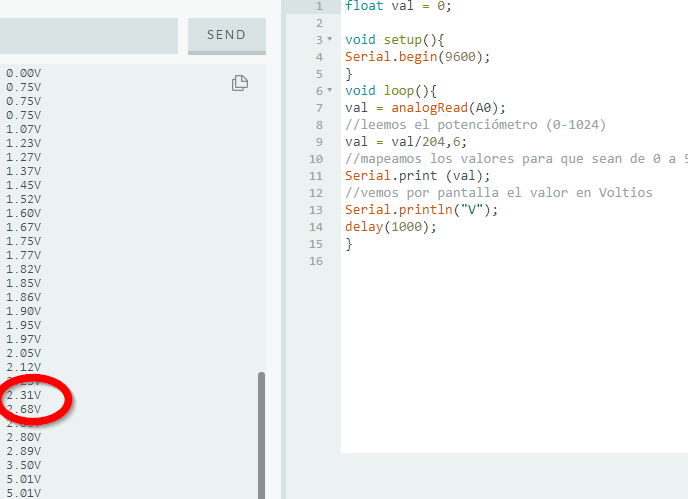 SEND
0.00V
0.75V
0.75V
0.75V
1.07V
1.23V
1.27V
1.37V
1.45V
1.52V
1.60V
1.67V
1.75V
1.77V
1.82V
1.85V
1.86V
1.90V
1.95V
1.97V
2.05V
2.12V
2.31V
2.68V
2.80V
2.89V
3.50V
5.01V
5.01V
1 float val = 0;
2
3 void setup(){
4 Serial.begin(9600);
5 }
6 void loop(){
7 val = analogRead(A0);
8 //leemos el potenciómetro (0-1024)
9 val = val/204,6;
10 //mapeamos los valores para que sean de 0 a 5
11 Serial.print (val);
12 //vemos por pantalla el valor en Voltios
13 Serial.println("V");
14 delay(1000);
15 }
16